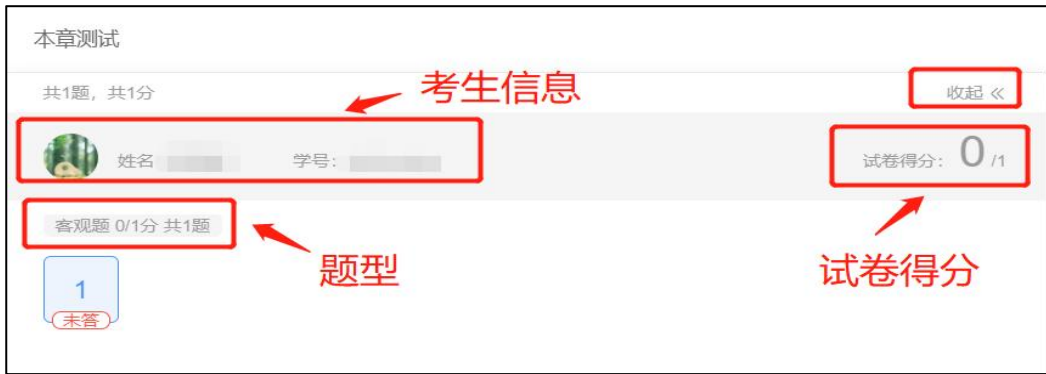 本章测试
共1题，共1分
考生信息
收起 «
姓名
学号：
试卷得分： 0 /1
客观题 0/1分 共1题
题型
试卷得分
1
未答